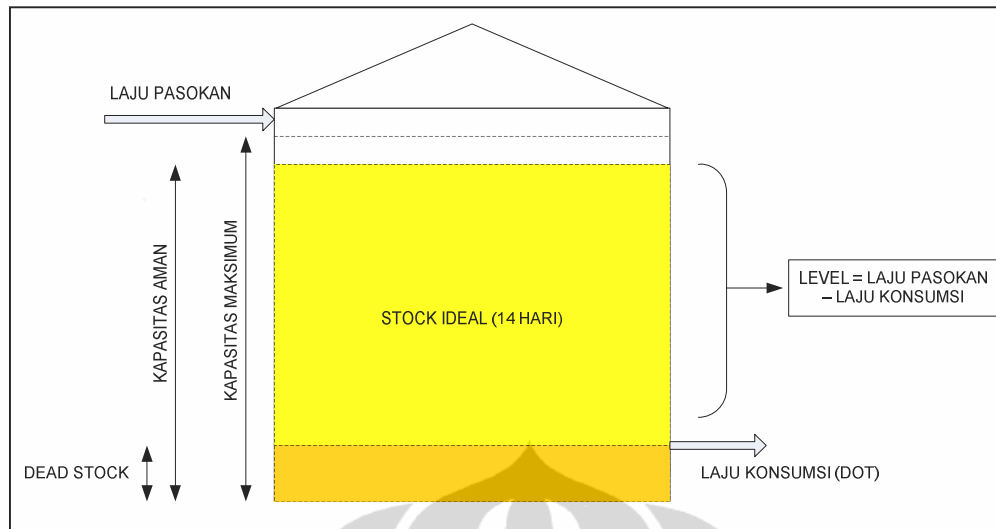 LAJU PASOKAN
KAPASITAS AMAN
KAPASITAS MAKSIMUM
STOCK IDEAL (14 HARI)
LEVEL = LAJU PASOKAN
– LAJU KONSUMSI
DEAD STOCK
LAJU KONSUMSI (DOT)